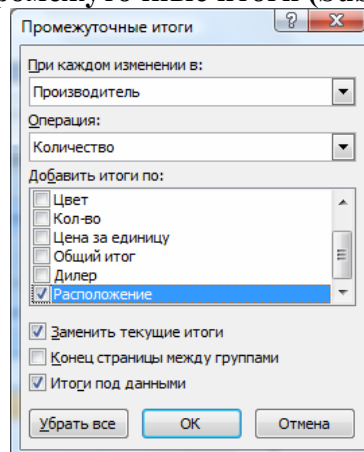 Промежуточные итоги
При каждом изменении в:
Производитель
Операция:
Количество
Добавить итоги по:
Цвет
Кол-во
Цена за единицу
Общий итог
Дилер
Расположение
Заменить текущие итоги
Конец страницы между группами
Итоги под данными
Убрать все
OK
Отмена